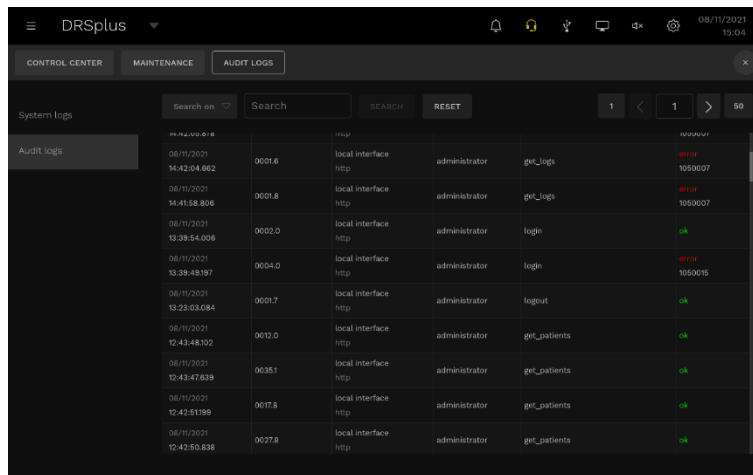 DRSplus
08/11/2021
15:04
CONTROL CENTER MAINTENANCE AUDIT LOGS
System logs
Audit logs
Search on Search SEARCH RESET 1 1 50
14:42:05.878 http 1050007
08/11/2021 local interface error
14:42:04.662 0001.6 http administrator get_logs 1050007
08/11/2021 local interface error
14:41:58.806 0001.8 http administrator get_logs 1050007
08/11/2021 local interface
13:39:54.006 0002.0 http administrator login ok
08/11/2021 local interface error
13:39:49.197 0004.0 http administrator login 1050015
08/11/2021 local interface
13:23:03.084 0001.7 http administrator logout ok
08/11/2021 local interface
12:43:48.102 0012.0 http administrator get_patients ok
08/11/2021 local interface
12:43:47.639 0035.1 http administrator get_patients ok
08/11/2021 local interface
12:42:51.199 0017.8 http administrator get_patients ok
08/11/2021 local interface
12:42:50.838 0027.8 http administrator get_patients ok